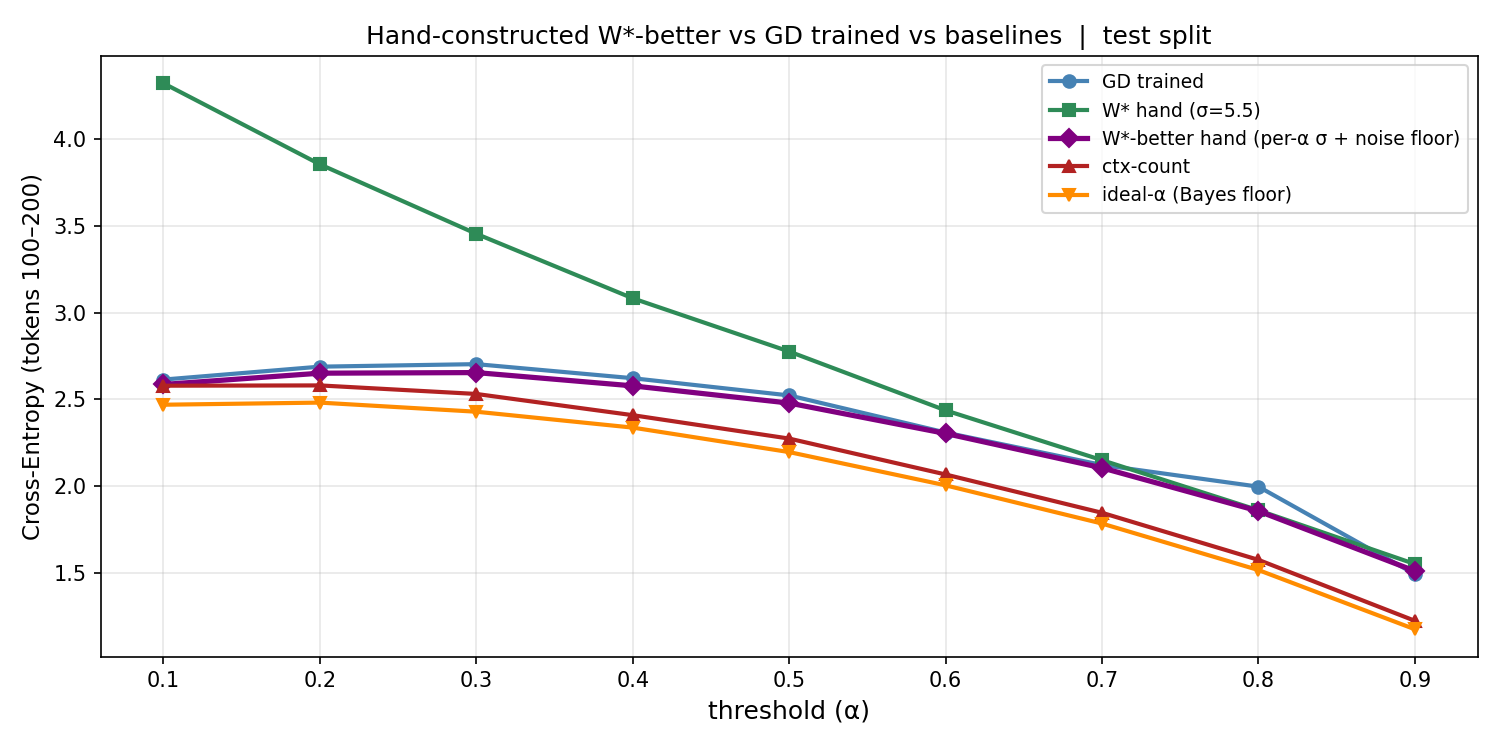 Hand-constructed W*-better vs GD trained vs baselines | test split
GD trained
W* hand (σ=5.5)
W*-better hand (per-α σ + noise floor)
ctx-count
ideal-α (Bayes floor)
Cross-Entropy (tokens 100–200)
4.0
3.5
3.0
2.5
2.0
1.5
0.1 0.2 0.3 0.4 0.5 0.6 0.7 0.8 0.9
threshold (α)